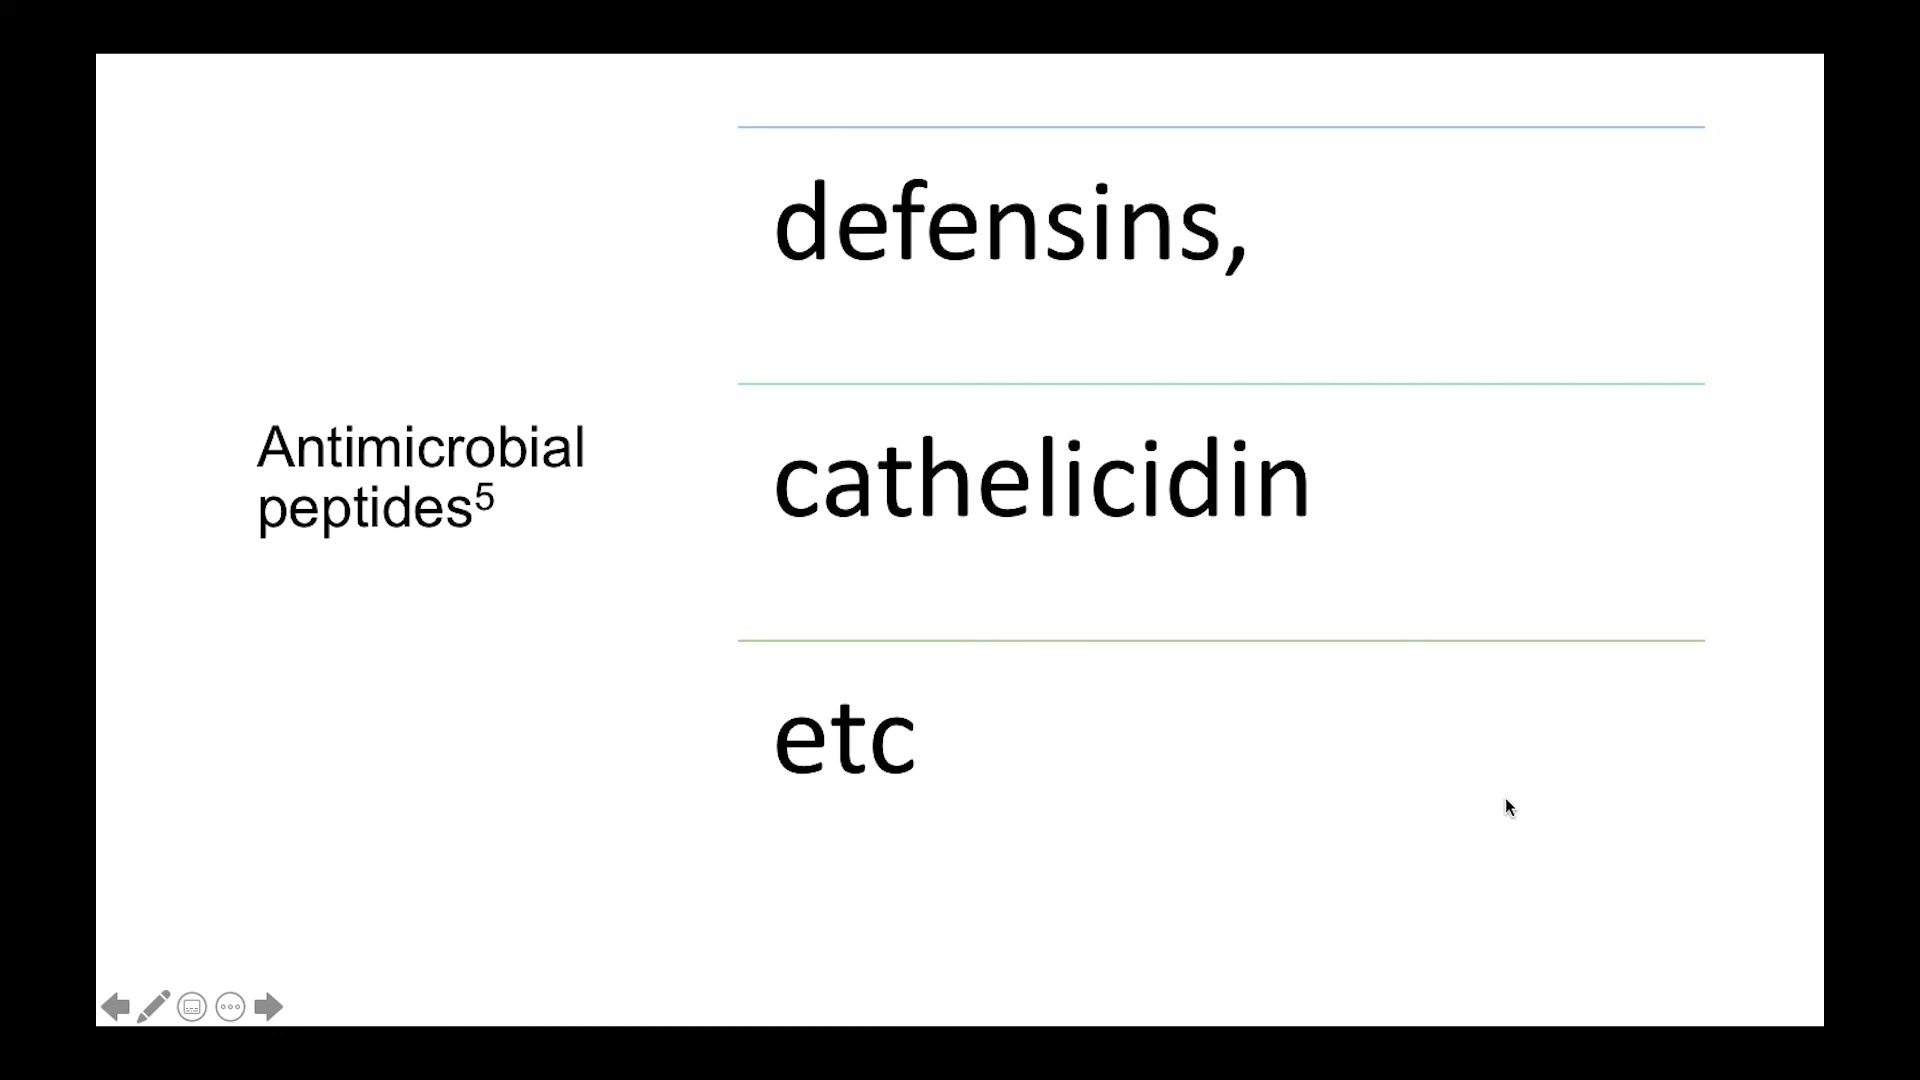 Antimicrobial
peptides⁵
defensins,
cathelicidin
etc